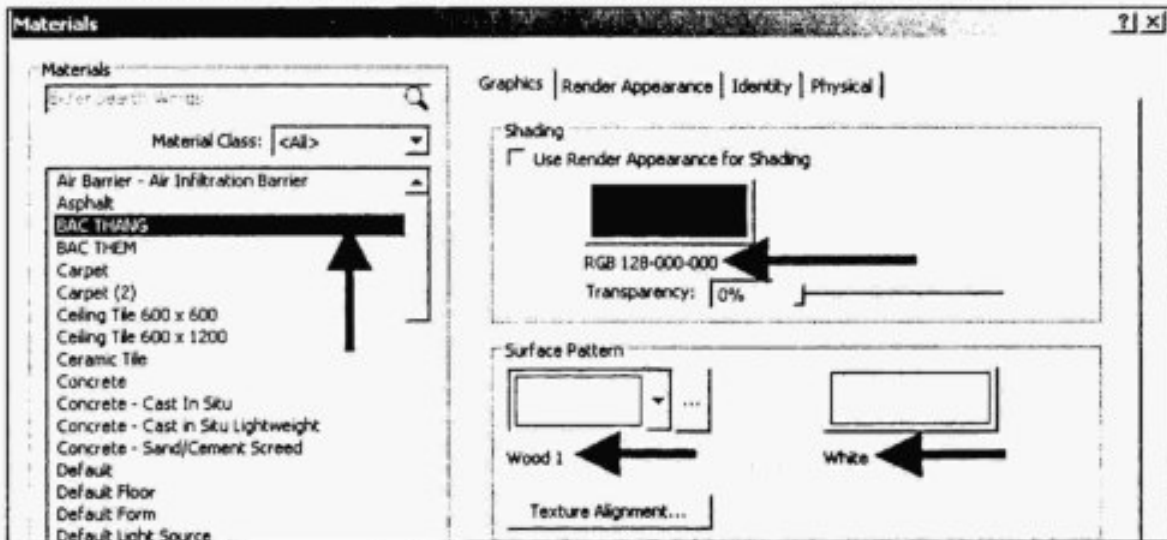 Materials
? ×
Materials
Enter Search Words
Material Class: <All>
Air Barrier - Air Infiltration Barrier
Asphalt
BAC THANG
BAC THEM
Carpet
Carpet (2)
Ceiling Tile 600 x 600
Ceiling Tile 600 x 1200
Ceramic Tile
Concrete
Concrete - Cast In Situ
Concrete - Cast in Situ Lightweight
Concrete - Sand/Cement Screed
Default
Default Floor
Default Form
Default Light Source
Graphics Render Appearance Identity Physical
Shading
Use Render Appearance for Shading
RGB 128-000-000
Transparency: 0%
Surface Pattern
...
Wood 1 White
Texture Alignment...